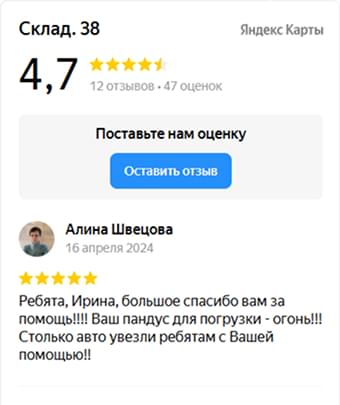 Склад. 38
Яндекс Карты
4,7
12 отзывов • 47 оценок
Поставьте нам оценку
Оставить отзыв
Алина Швецова
16 апреля 2024
Ребята, Ирина, большое спасибо вам за
помощь!!!! Ваш пандус для погрузки - огонь!!!
Столько авто увезли ребятам с Вашей
помощью!!